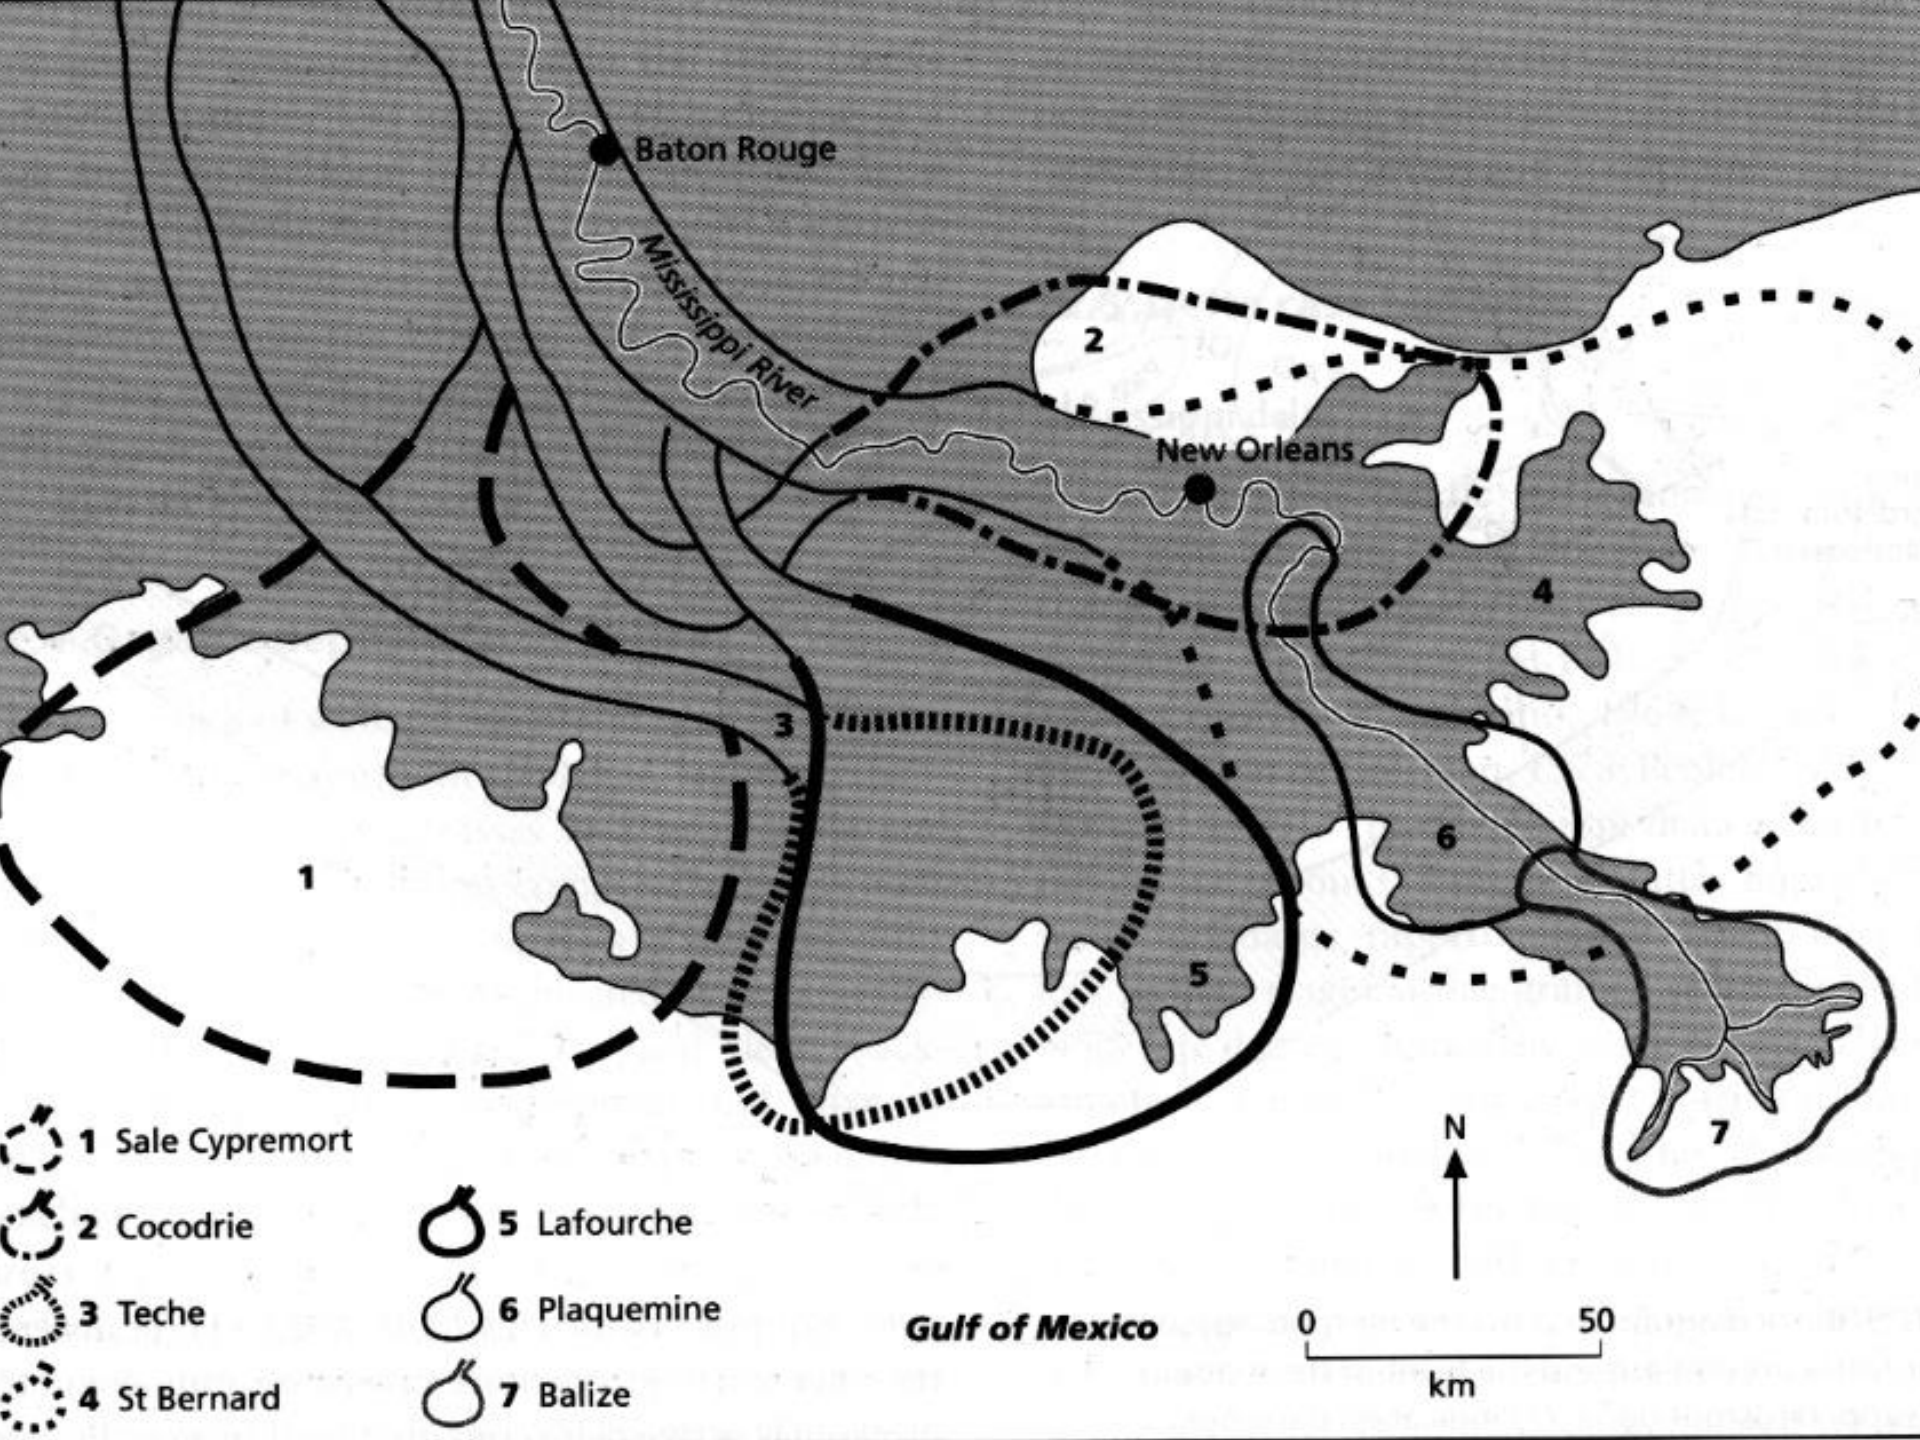 Baton Rouge
Mississippi River
2
New Orleans
4
3
6
1
5
7
1 Sale Cypremort
2 Cocodrie
3 Teche
4 St Bernard
5 Lafourche
6 Plaquemine
7 Balize
Gulf of Mexico
N
0 50
km